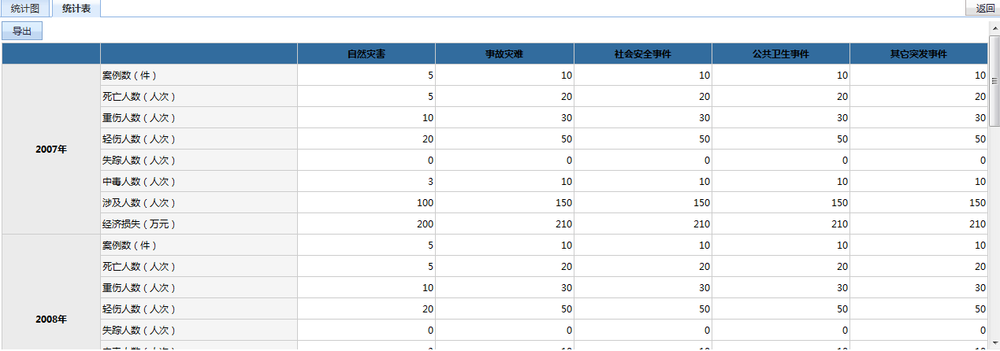 统计图 统计表 返回
导出
自然灾害 事故灾难 社会安全事件 公共卫生事件 其它突发事件
2007年
案例数（件） 5 10 10 10 10
死亡人数（人次） 5 20 20 20 20
重伤人数（人次） 10 30 30 30 30
轻伤人数（人次） 20 50 50 50 50
失踪人数（人次） 0 0 0 0 0
中毒人数（人次） 3 10 10 10 10
涉及人数（人次） 100 150 150 150 150
经济损失（万元） 200 210 210 210 210
2008年
案例数（件） 5 10 10 10 10
死亡人数（人次） 5 20 20 20 20
重伤人数（人次） 10 30 30 30 30
轻伤人数（人次） 20 50 50 50 50
失踪人数（人次） 0 0 0 0 0